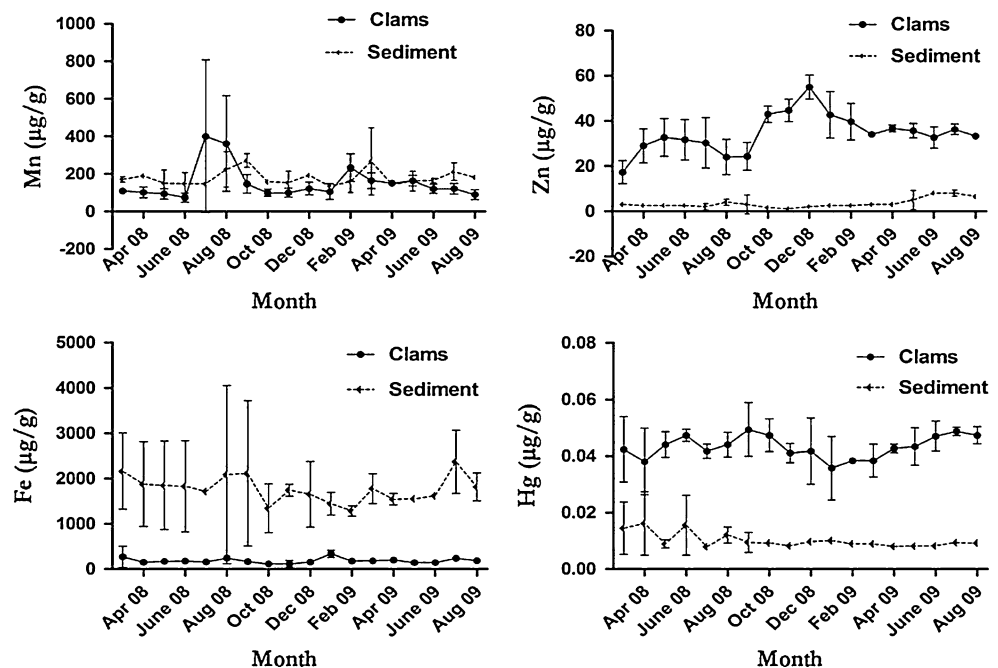 1000
800
600
400
200
0
-200
Mn (µg/g)
Clams
Sediment
Apr 08
June 08
Aug 08
Oct 08
Dec 08
Feb 09
Apr 09
June 09
Aug 09
Month
80
60
40
20
0
-20
Zn (µg/g)
Clams
Sediment
Apr 08
June 08
Aug 08
Oct 08
Dec 08
Feb 09
Apr 09
June 09
Aug 09
Month
5000
4000
3000
2000
1000
0
Fe (µg/g)
Clams
Sediment
Apr 08
June 08
Aug 08
Oct 08
Dec 08
Feb 09
Apr 09
June 09
Aug 09
Month
0.08
0.06
0.04
0.02
0.00
Hg (µg/g)
Clams
Sediment
Apr 08
June 08
Aug 08
Oct 08
Dec 08
Feb 09
Apr 09
June 09
Aug 09
Month